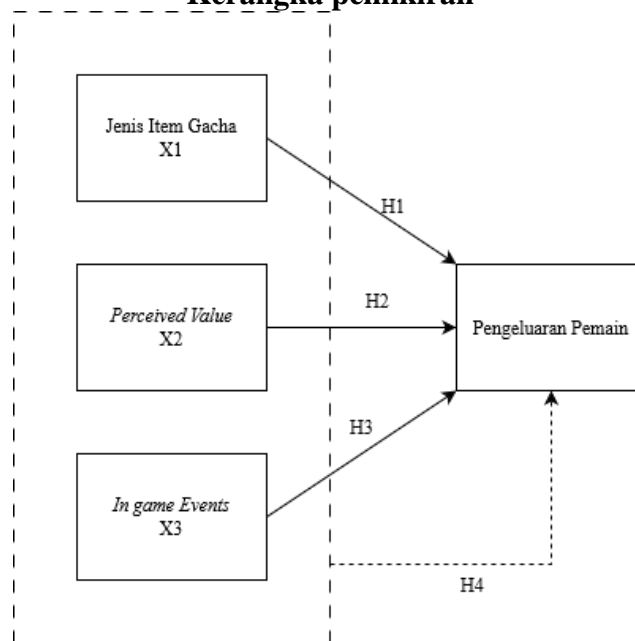 Kerangka pemikiran
Jenis Item Gacha
X1
H1
Perceived Value
X2
H2
Pengeluaran Pemain
H3
In game Events
X3
H4